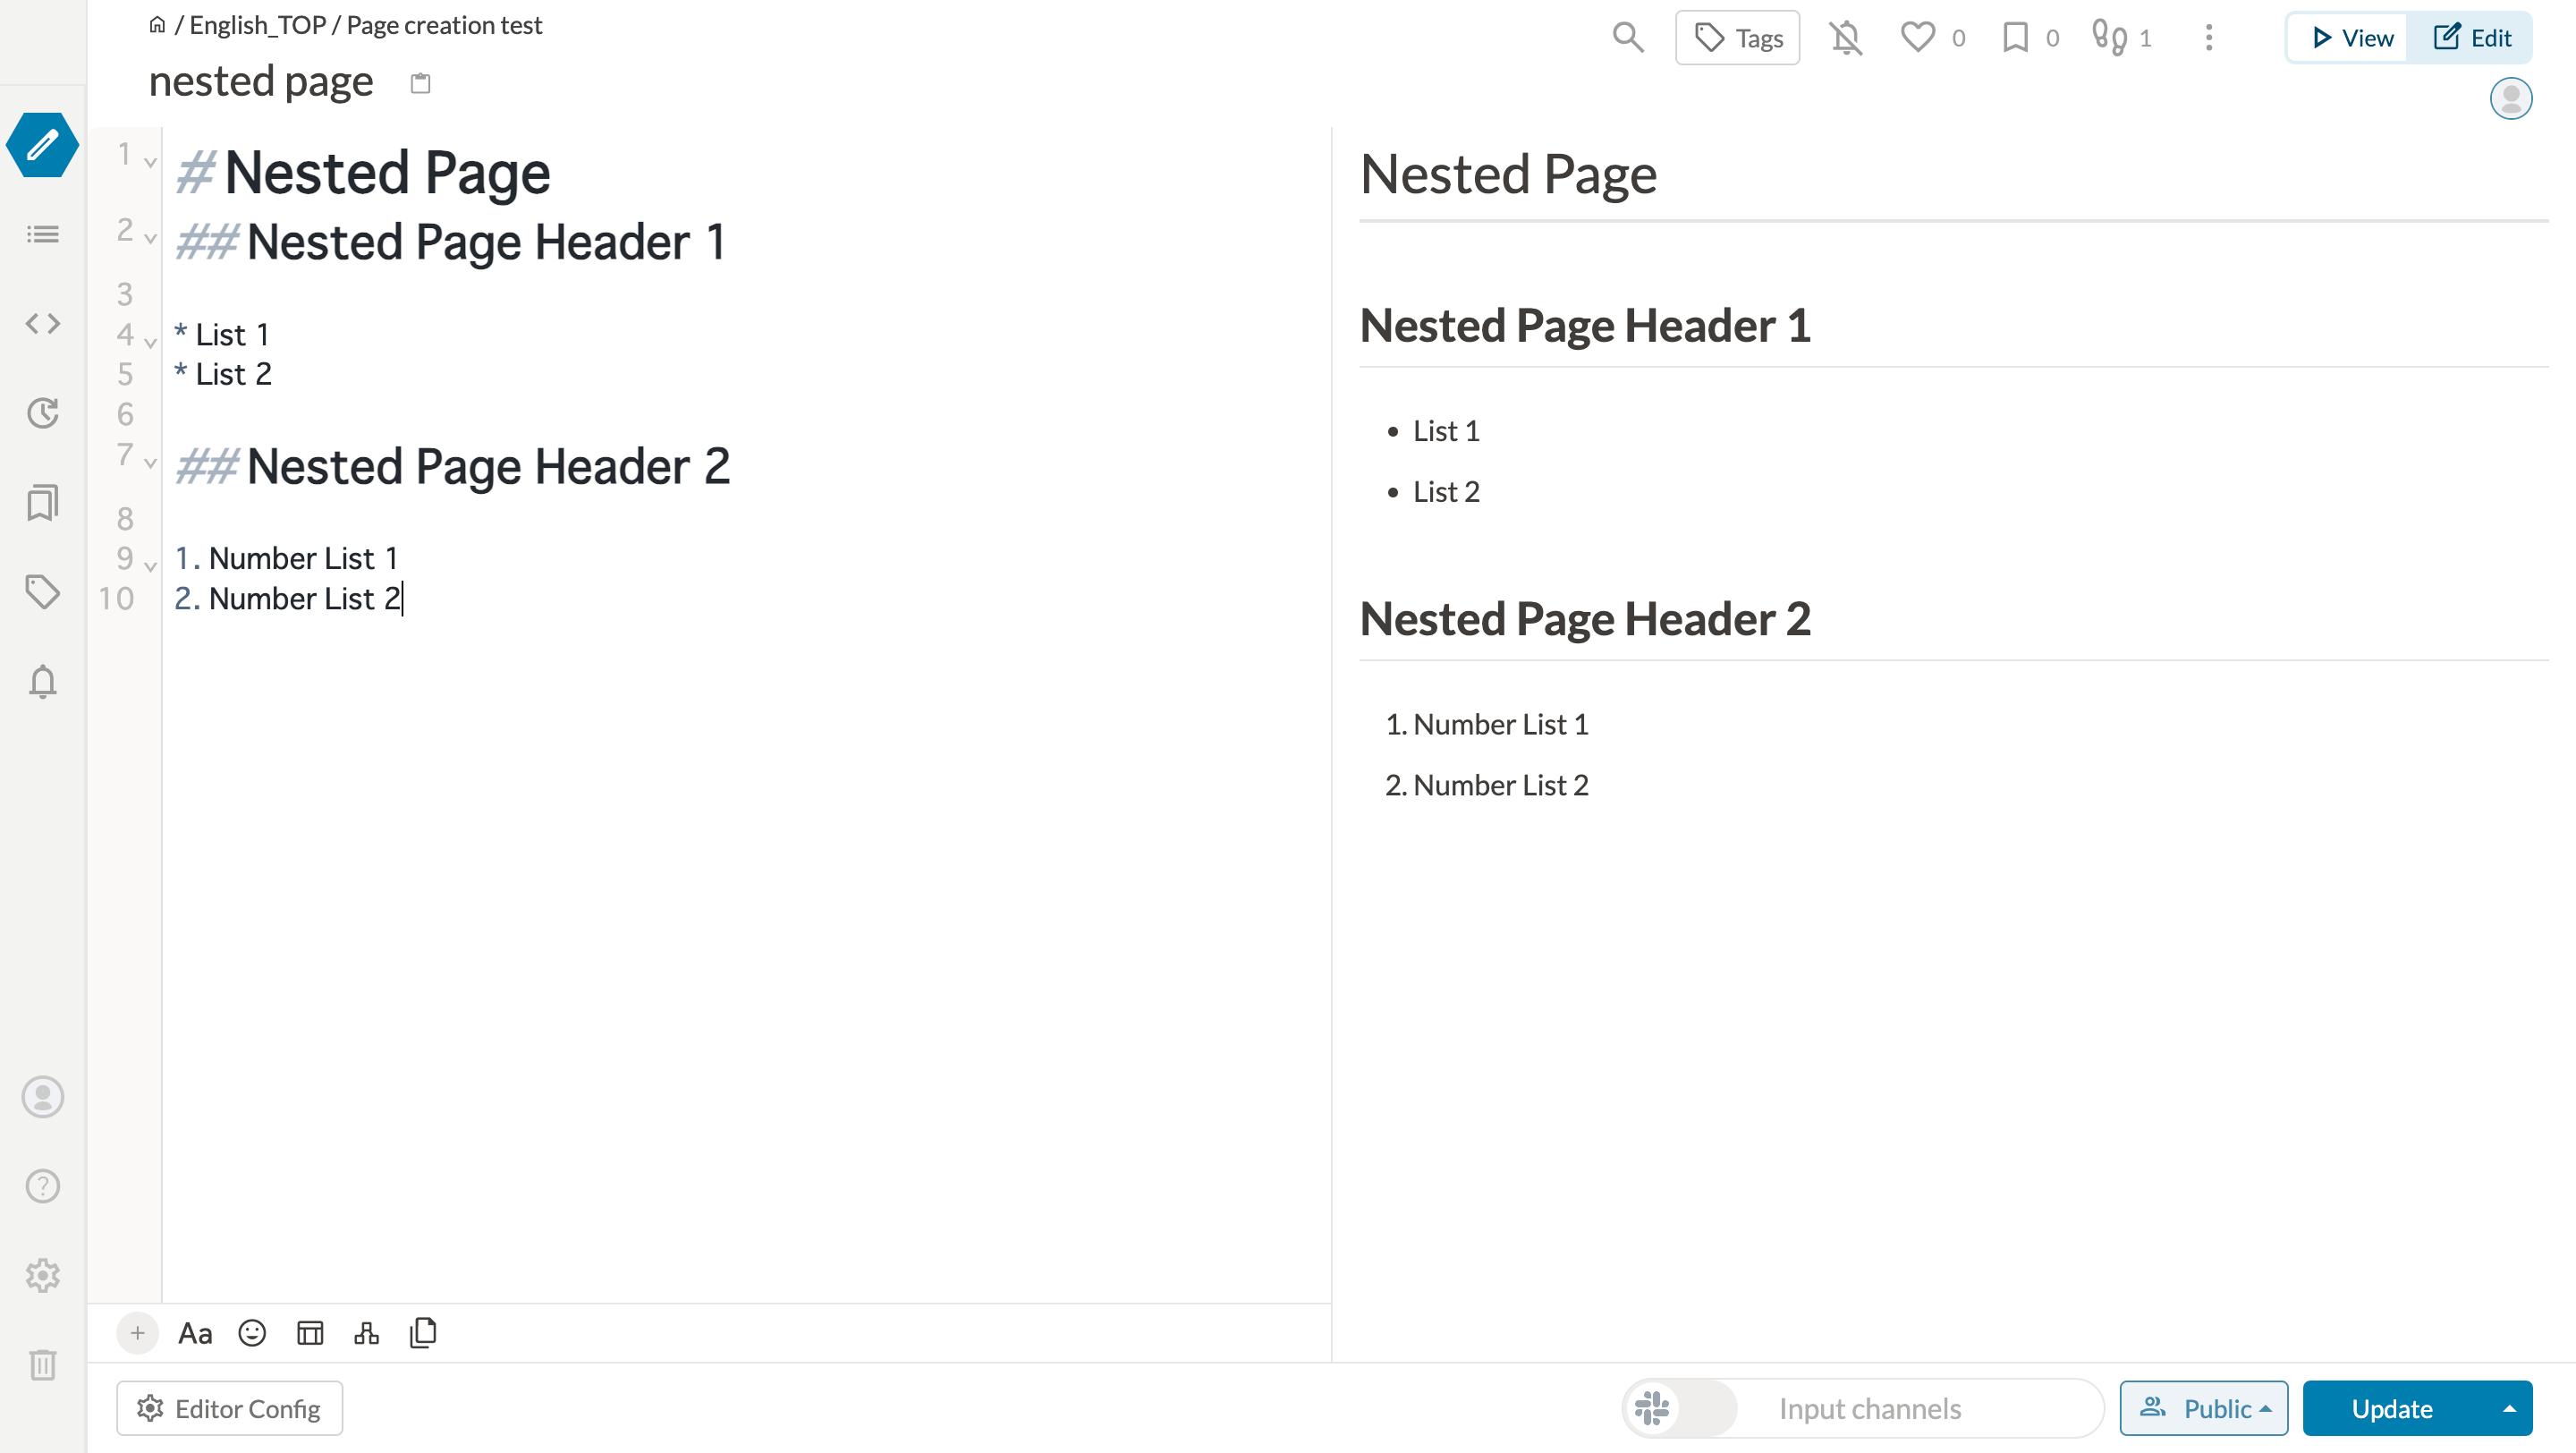 / English_TOP / Page creation test
nested page
Tags
0
0
1
View
Edit
1 # Nested Page
2 ## Nested Page Header 1
3
4 * List 1
5 * List 2
6
7 ## Nested Page Header 2
8
9 1. Number List 1
10 2. Number List 2
Nested Page
Nested Page Header 1
• List 1
• List 2
Nested Page Header 2
1. Number List 1
2. Number List 2
+ Aa
Editor Config
Input channels
Public
Update